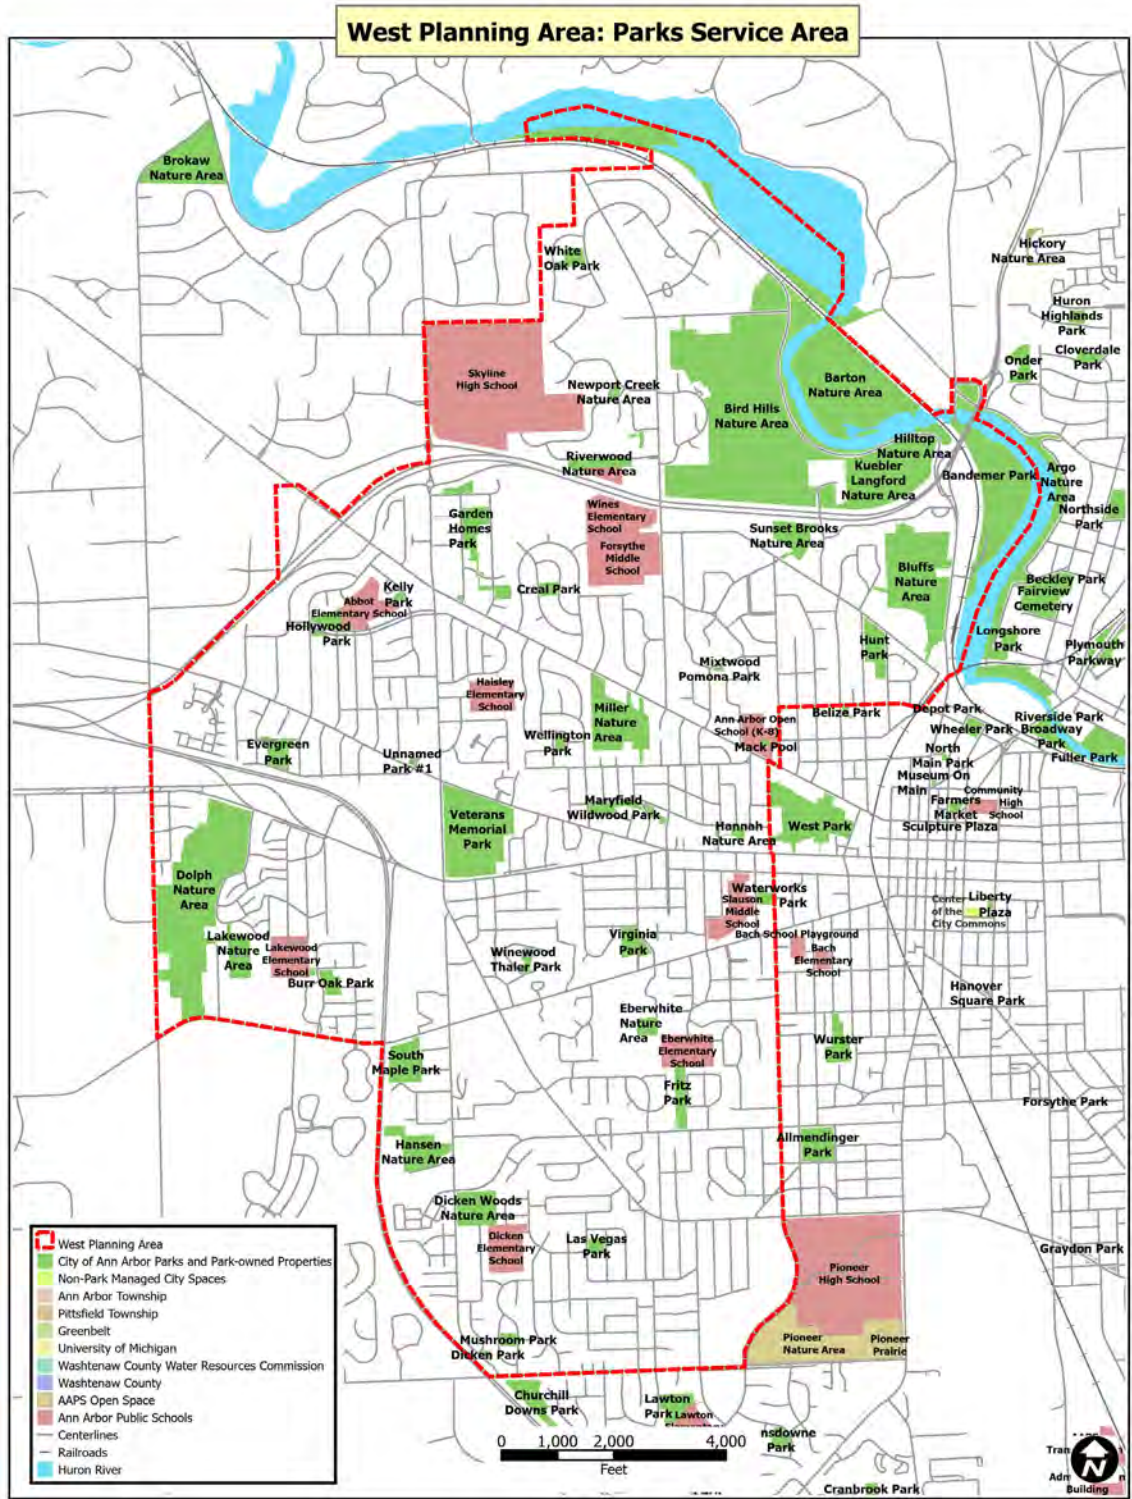 West Planning Area: Parks Service Area
Brokaw
Nature Area
White
Oak Park
Hickory
Nature Area
Huron
Highlands
Park
Cloverdale
Park
Onder
Park
Skyline
High School
Newport Creek
Nature Area
Barton
Nature Area
Bird Hills
Nature Area
Hilltop
Nature Area
Kuebler
Langford
Nature Area
Bandemer Park
Argo
Nature
Area
Northside
Park
Riverwood
Nature Area
Garden
Homes
Park
Wines
Elementary
School
Forsythe
Middle
School
Sunset Brooks
Nature Area
Bluffs
Nature
Area
Beckley Park
Fairview
Cemetery
Creal Park
Kelly
Park
Abbot
Elementary School
Hollywood
Park
Hunt
Park
Longshore
Park
Plymouth
Parkway
Mixtwood
Pomona Park
Haisley
Elementary
School
Miller
Nature
Area
Wellington
Park
Ann Arbor Open
School (K-8)
Mack Pool
Belize Park
Depot Park
Wheeler Park
Riverside Park
Broadway
Park
Fuller Park
Evergreen
Park
Unnamed
Park #1
North
Main Park
Museum On
Main
Community
High
School
Farmers
Market
Sculpture Plaza
Veterans
Memorial
Park
Maryfield
Wildwood Park
Hannah
Nature Area
West Park
Dolph
Nature
Area
Waterworks
Park
Slauson
Middle
School
Liberty
Plaza
Center
of the
City Commons
Lakewood
Nature
Area
Lakewood
Elementary
School
Burr Oak Park
Winewood
Thaler Park
Virginia
Park
Bach School Playground
Bach
Elementary
School
Hanover
Square Park
Eberwhite
Nature
Area
Eberwhite
Elementary
School
Wurster
Park
South
Maple Park
Fritz
Park
Forsythe Park
Hansen
Nature Area
Allmendinger
Park
Dicken Woods
Nature Area
Dicken
Elementary
School
Las Vegas
Park
Graydon Park
Pioneer
High School
Mushroom Park
Dicken Park
Pioneer
Nature Area
Pioneer
Prairie
Churchill
Downs Park
Lawton
Park
Lawton
nsdowne
Park
Cranbrook Park
Tran
Adm
n
Building
N
West Planning Area
City of Ann Arbor Parks and Park-owned Properties
Non-Park Managed City Spaces
Ann Arbor Township
Pittsfield Township
Greenbelt
University of Michigan
Washtenaw County Water Resources Commission
Washtenaw County
AAPS Open Space
Ann Arbor Public Schools
Centerlines
Railroads
Huron River
0 1,000 2,000 4,000
Feet